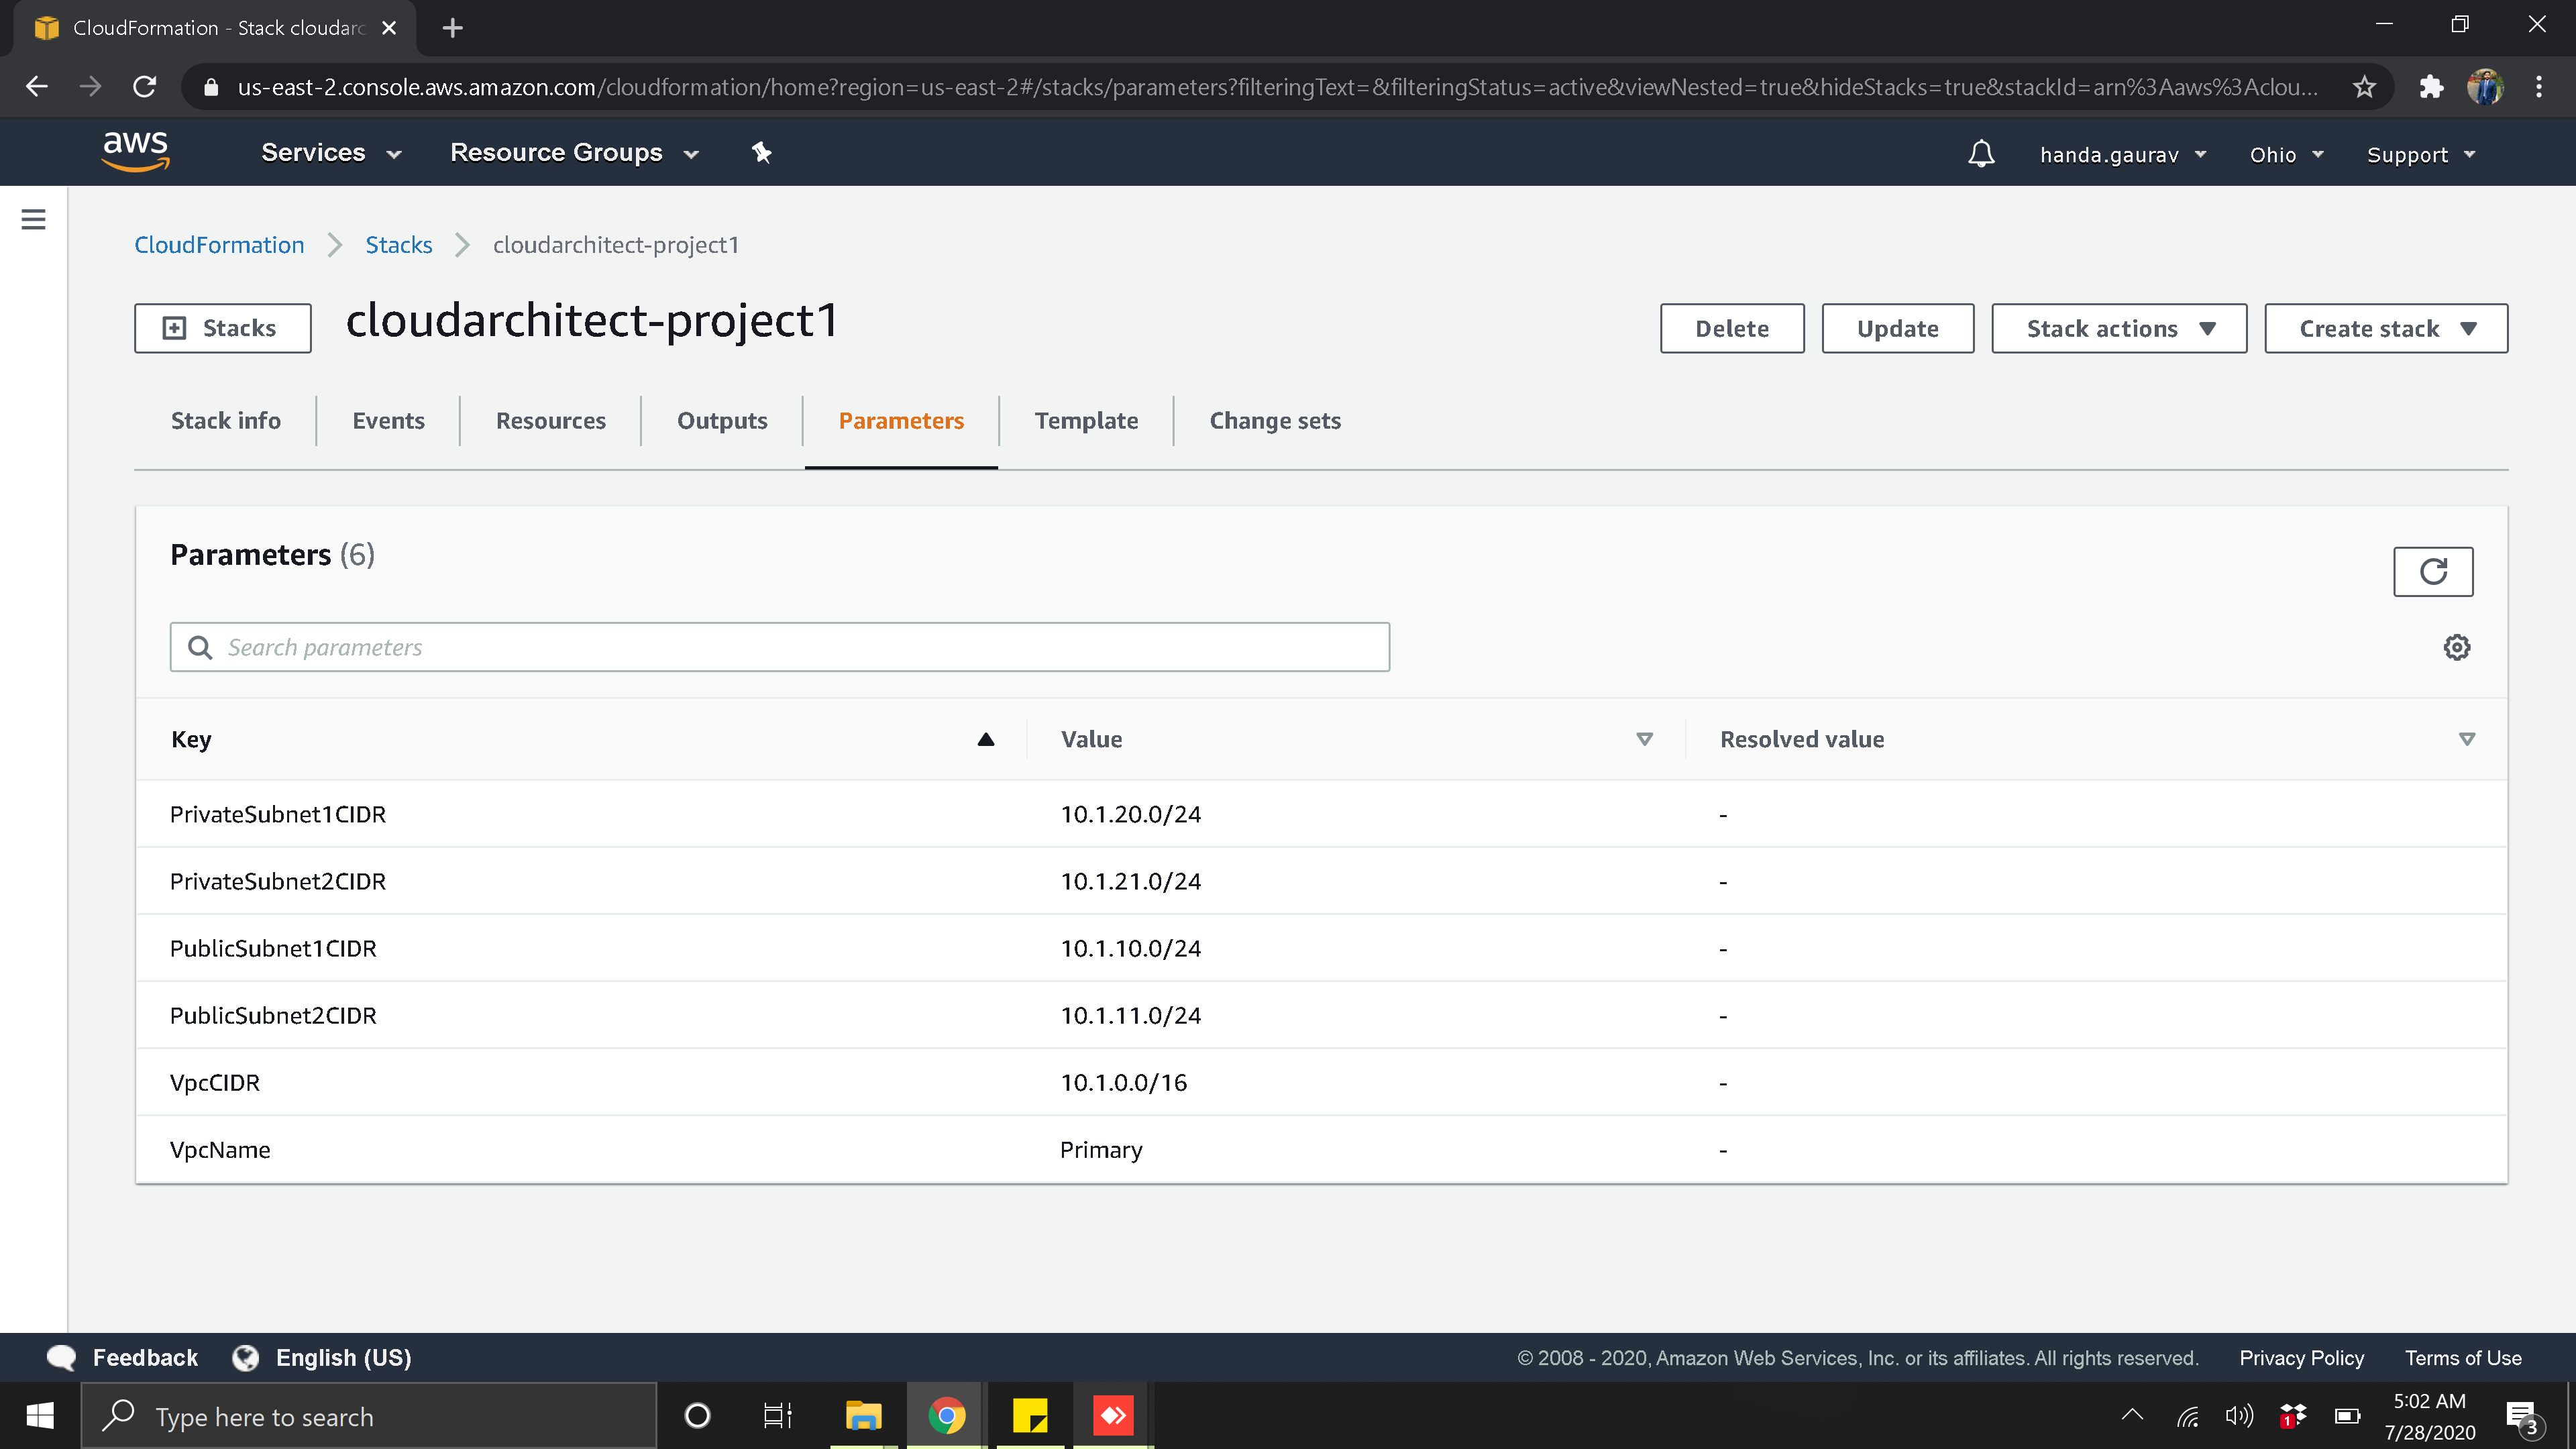 CloudFormation - Stack cloudarc
us-east-2.console.aws.amazon.com/cloudformation/home?region=us-east-2#/stacks/parameters?filteringText=&filteringStatus=active&viewNested=true&hideStacks=true&stackId=arn%3Aaws%3Aclou...
aws Services Resource Groups handa.gaurav Ohio Support
CloudFormation Stacks cloudarchitect-project1
Stacks cloudarchitect-project1 Delete Update Stack actions Create stack
Stack info Events Resources Outputs Parameters Template Change sets
Parameters (6)
Search parameters
Key Value Resolved value
PrivateSubnet1CIDR 10.1.20.0/24 -
PrivateSubnet2CIDR 10.1.21.0/24 -
PublicSubnet1CIDR 10.1.10.0/24 -
PublicSubnet2CIDR 10.1.11.0/24 -
VpcCIDR 10.1.0.0/16 -
VpcName Primary -
Feedback English (US) © 2008 - 2020, Amazon Web Services, Inc. or its affiliates. All rights reserved. Privacy Policy Terms of Use
Type here to search 1 5:02 AM 3
7/28/2020